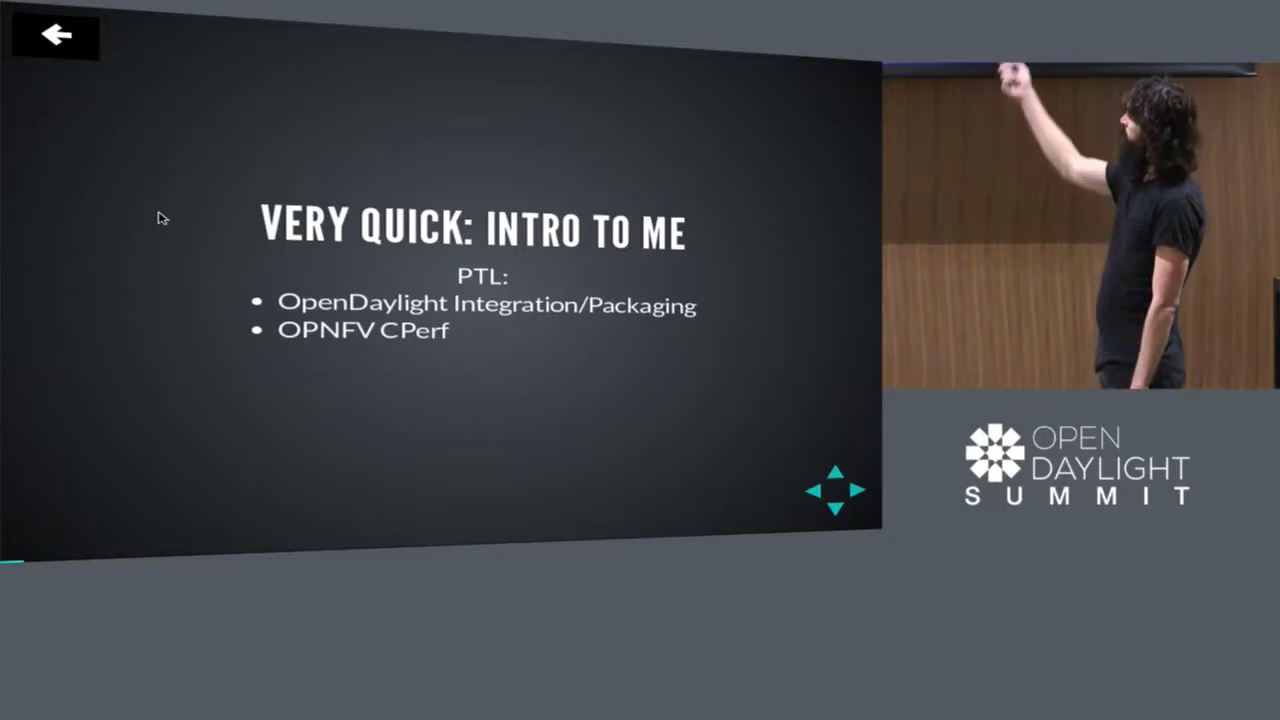 VERY QUICK: INTRO TO ME
PTL:
OpenDaylight Integration/Packaging
OPNFV CPerf
OPEN
DAYLIGHT
SUMMIT